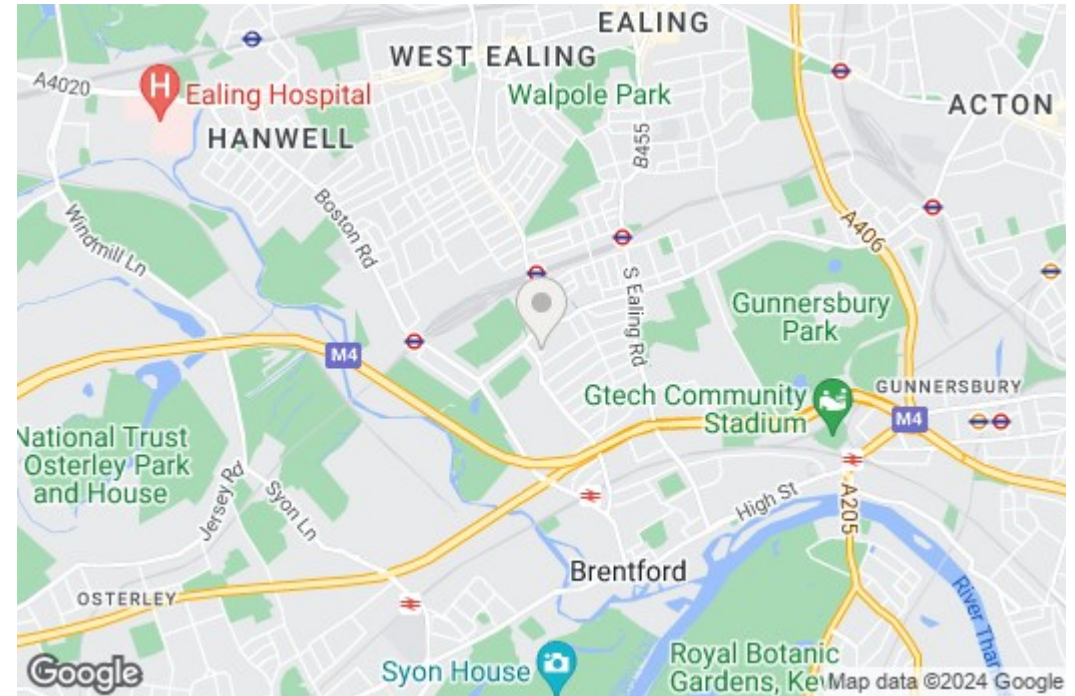 EALING
WEST EALING
A4020
H
Ealing Hospital
Walpole Park
ACTON
HANWELL
B455
Boston Rd
Windmill Ln
A406
S Ealing Rd
Gunnersbury
Park
M4
GUNNERSBURY
Gtech Community
Stadium
M4
National Trust
Osterley Park
and House
Jersey Rd
Syon Ln
High St
A205
Brentford
OSTERLEY
River Thar
Royal Botanic
Gardens, Kew
Syon House
Google
Map data ©2024 Google